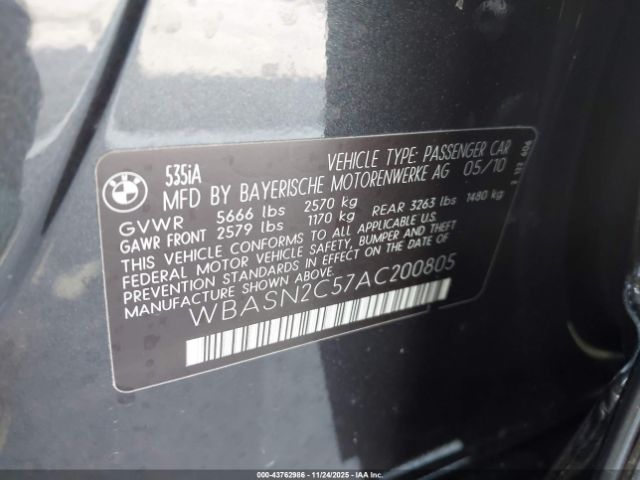 BMW
535iA
VEHICLE TYPE: PASSENGER CAR
MFD BY BAYERISCHE MOTORENWERKE AG 05/10
GVWR 5666 lbs 2570 kg
GAWR FRONT 2579 lbs 1170 kg REAR 3263 lbs 1480 kg
THIS VEHICLE CONFORMS TO ALL APPLICABLE U.S.
FEDERAL MOTOR VEHICLE SAFETY, BUMPER AND THEFT
PREVENTION STANDARDS IN EFFECT ON THE DATE OF
MANUFACTURE SHOWN ABOVE.
WBASN2C57AC200805
000-43762986 - 11/24/2025 - IAA Inc.